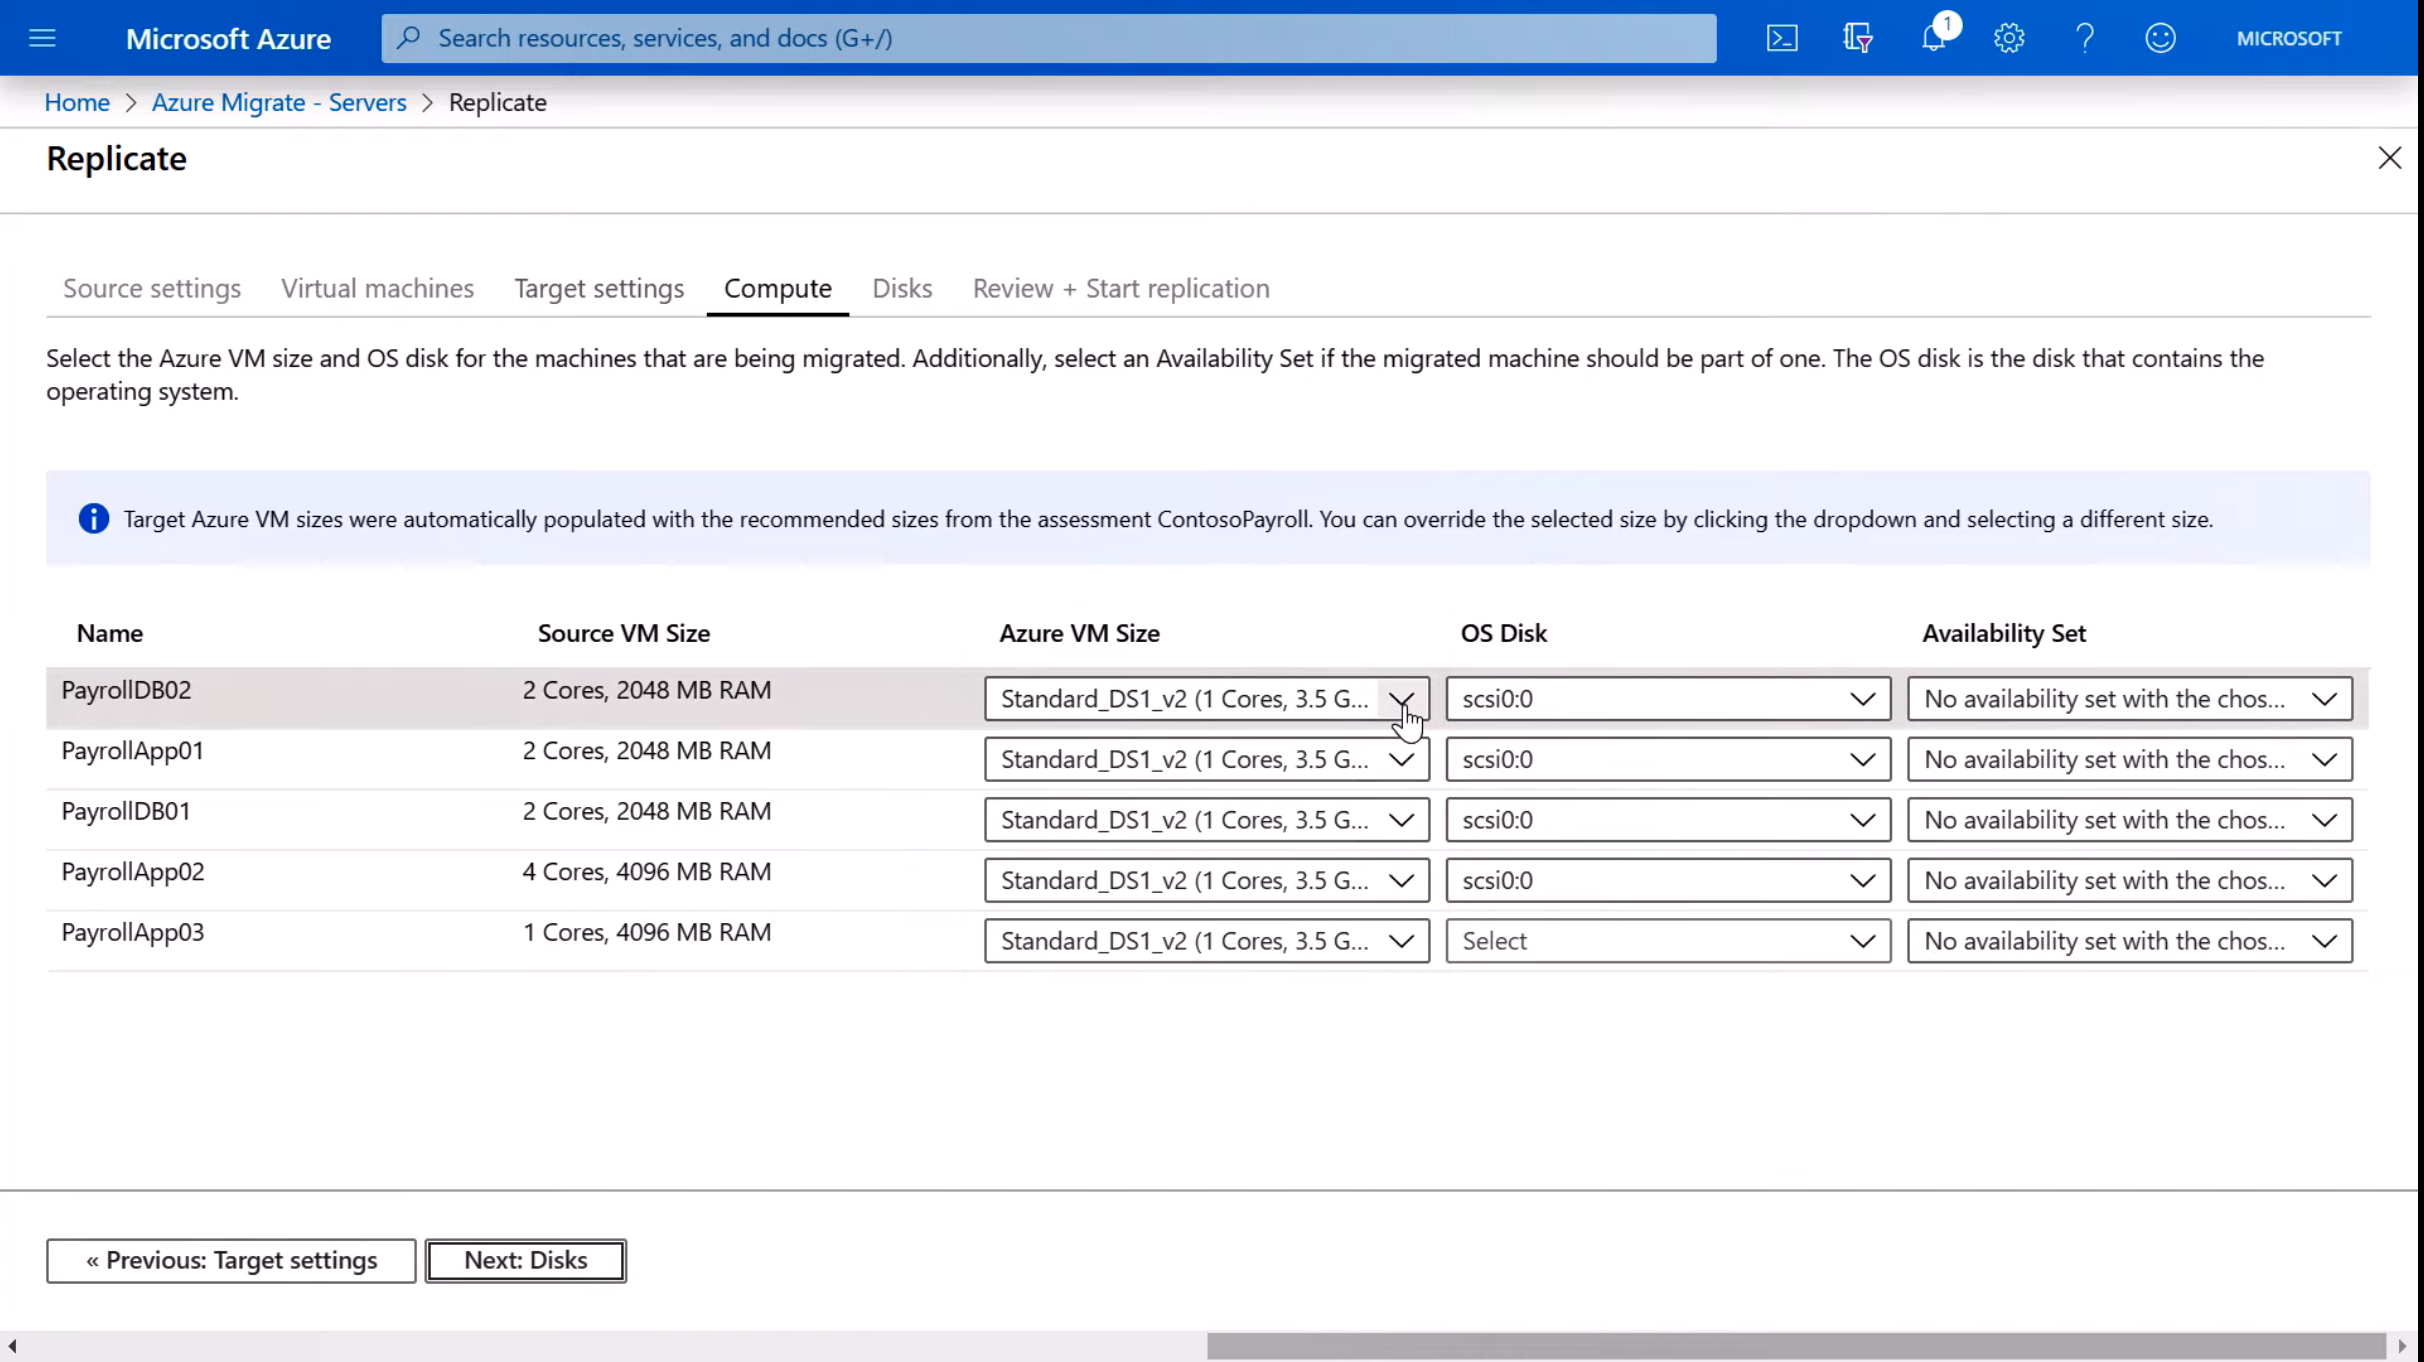 Microsoft Azure
Search resources, services, and docs (G+/)
1
MICROSOFT
Home > Azure Migrate - Servers > Replicate
Replicate
Source settings Virtual machines Target settings Compute Disks Review + Start replication
Select the Azure VM size and OS disk for the machines that are being migrated. Additionally, select an Availability Set if the migrated machine should be part of one. The OS disk is the disk that contains the
operating system.
Target Azure VM sizes were automatically populated with the recommended sizes from the assessment ContosoPayroll. You can override the selected size by clicking the dropdown and selecting a different size.
Name Source VM Size Azure VM Size OS Disk Availability Set
PayrollDB02 2 Cores, 2048 MB RAM Standard_DS1_v2 (1 Cores, 3.5 G... scsi0:0 No availability set with the chos...
PayrollApp01 2 Cores, 2048 MB RAM Standard_DS1_v2 (1 Cores, 3.5 G... scsi0:0 No availability set with the chos...
PayrollDB01 2 Cores, 2048 MB RAM Standard_DS1_v2 (1 Cores, 3.5 G... scsi0:0 No availability set with the chos...
PayrollApp02 4 Cores, 4096 MB RAM Standard_DS1_v2 (1 Cores, 3.5 G... scsi0:0 No availability set with the chos...
PayrollApp03 1 Cores, 4096 MB RAM Standard_DS1_v2 (1 Cores, 3.5 G... Select No availability set with the chos...
« Previous: Target settings Next: Disks